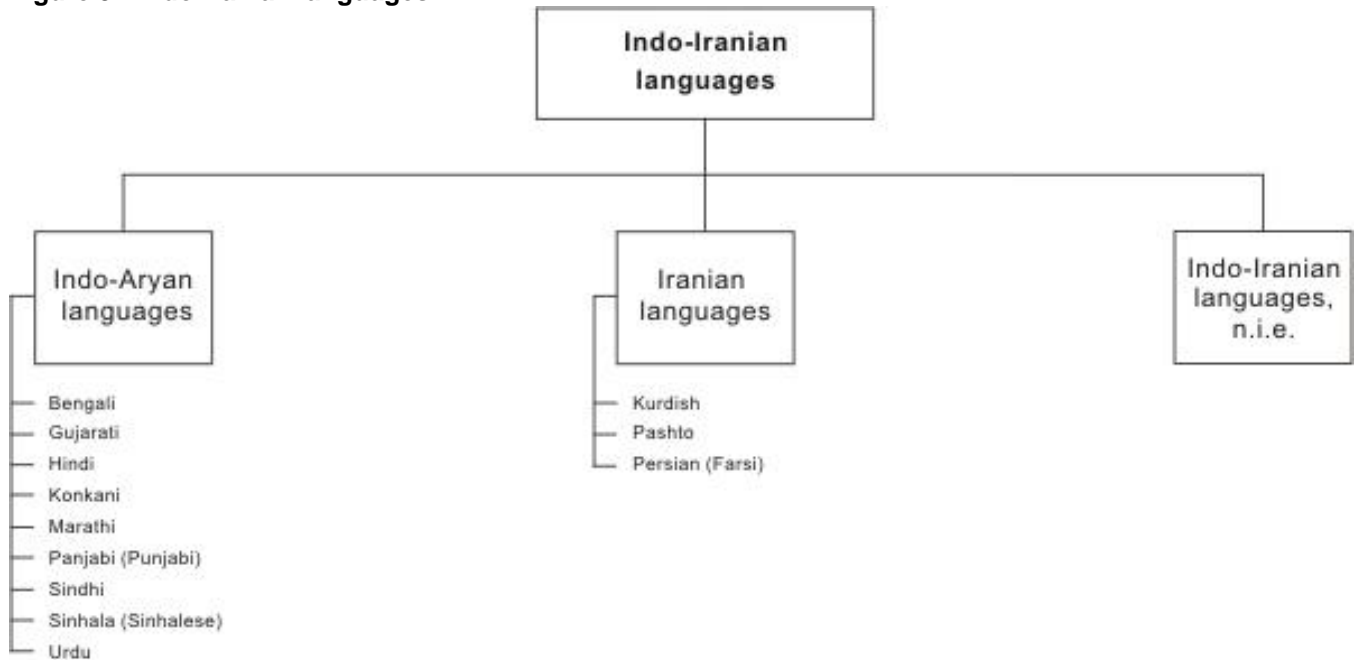 Indo-Iranian
languages
Indo-Aryan
languages
Bengali
Gujarati
Hindi
Konkani
Marathi
Panjabi (Punjabi)
Sindhi
Sinhala (Sinhalese)
Urdu
Iranian
languages
Kurdish
Pashto
Persian (Farsi)
Indo-Iranian
languages,
n.i.e.